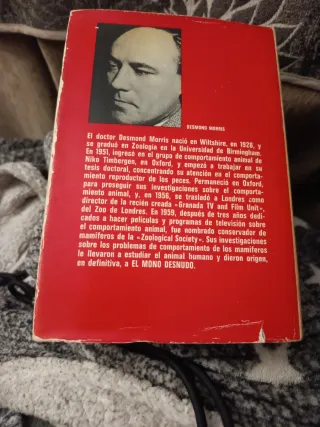 DESMOND MORRIS
El doctor Desmond Morris nació en Wiltshire, en 1928, y
se graduó en Zoología en la Universidad de Birmingham.
En 1951, ingresó en el grupo de comportamiento animal de
Niko Timbergen, en Oxford, y empezó a trabajar en su
tesis doctoral, concentrando su atención en el comporta-
miento reproductor de los peces. Permaneció en Oxford,
para proseguir sus investigaciones sobre el comporta-
miento animal, y, en 1956, se trasladó a Londres como
director de la recién creada «Granada TV and Film Unit»,
del Zoo de Londres. En 1959, después de tres años dedi-
cados a hacer películas y programas de televisión sobre
el comportamiento animal, fue nombrado conservador de
mamíferos de la «Zoological Society». Sus investigaciones
sobre los problemas de comportamiento de los mamíferos
le llevaron a estudiar el animal humano y dieron origen,
en definitiva, a EL MONO DESNUDO.